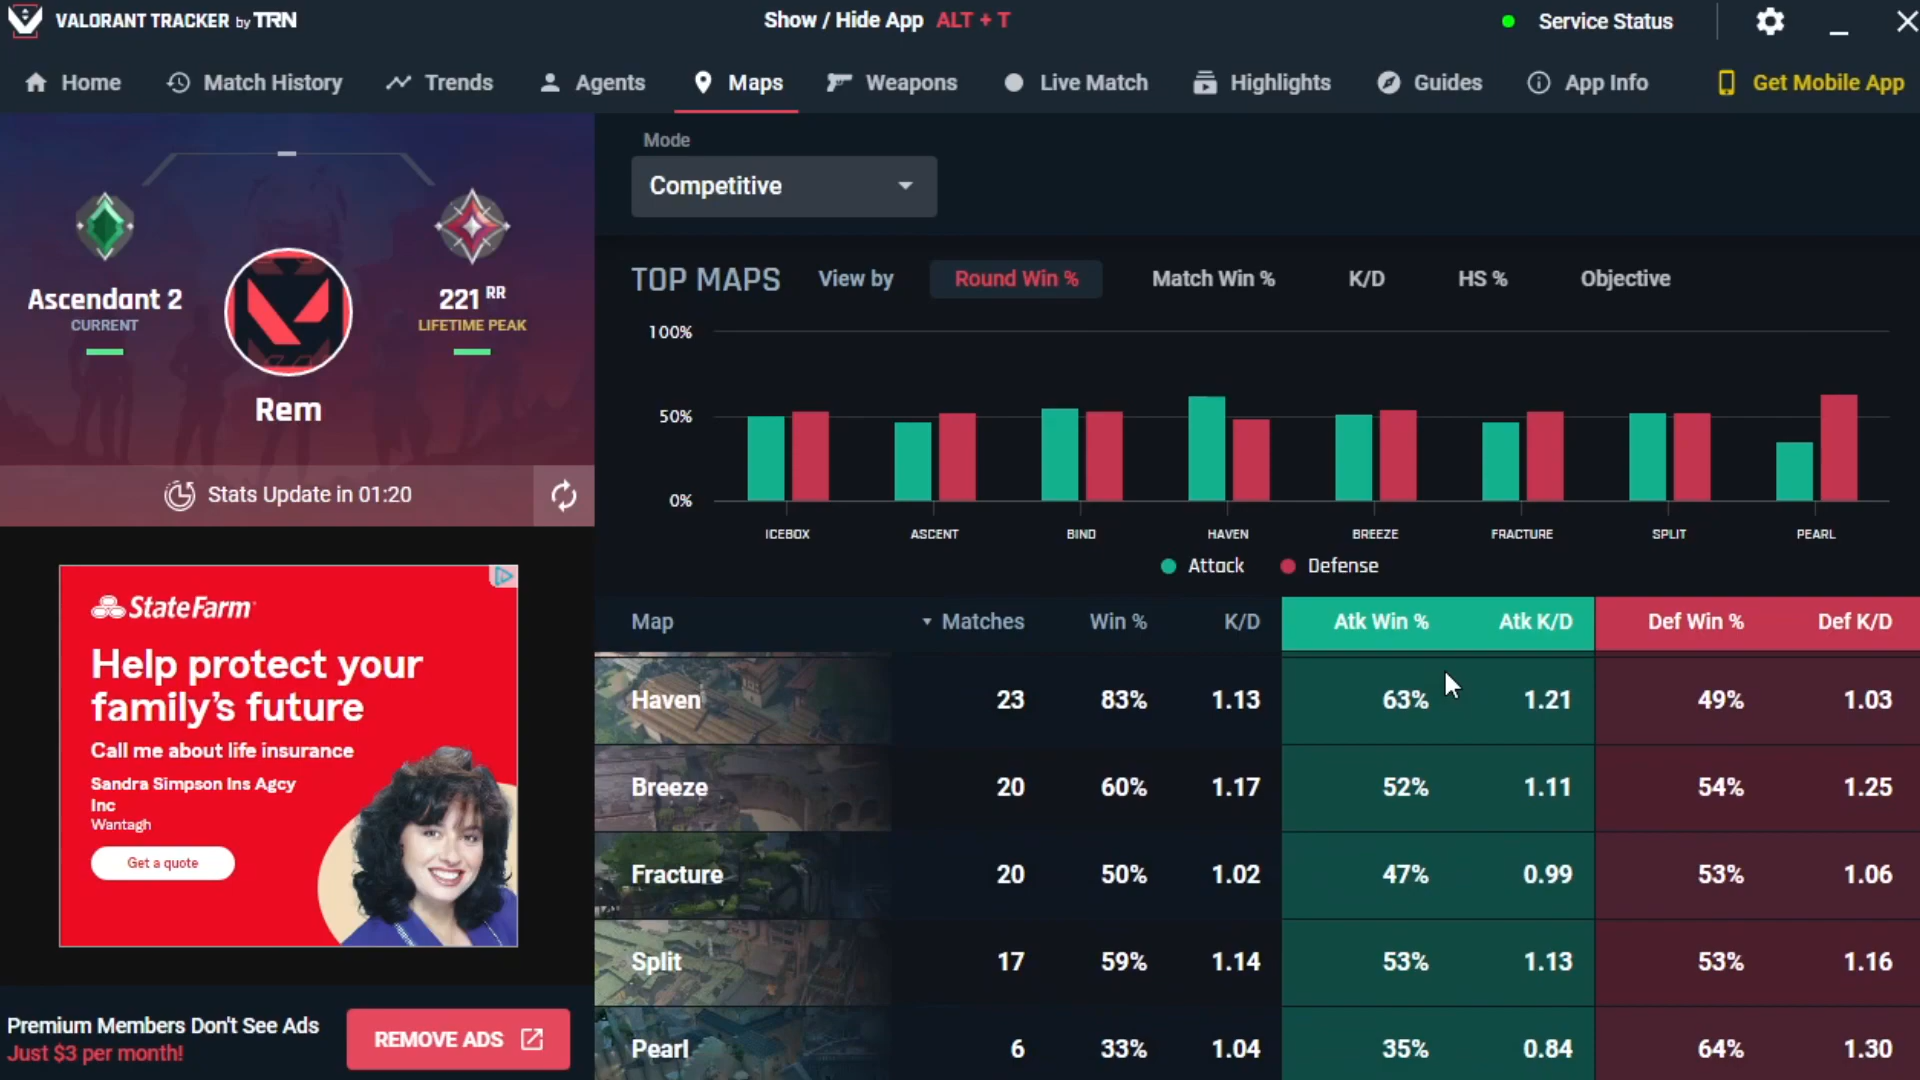 VALORANT TRACKER by TRN
Show / Hide App ALT + T
Service Status
Home
Match History
Trends
Agents
Maps
Weapons
Live Match
Highlights
Guides
App Info
Get Mobile App
Ascendant 2
CURRENT
221 RR
LIFETIME PEAK
Rem
Stats Update in 01:20
StateFarm
Help protect your
family's future
Call me about life insurance
Sandra Simpson Ins Agcy
Inc
Wantagh
Get a quote
Premium Members Don't See Ads
Just $3 per month!
REMOVE ADS
Mode
Competitive
TOP MAPS View by Round Win % Match Win % K/D HS % Objective
100%
50%
0%
ICEBOX ASCENT BIND HAVEN BREEZE FRACTURE SPLIT PEARL
Attack Defense
Map Matches Win % K/D Atk Win % Atk K/D Def Win % Def K/D
Haven 23 83% 1.13 63% 1.21 49% 1.03
Breeze 20 60% 1.17 52% 1.11 54% 1.25
Fracture 20 50% 1.02 47% 0.99 53% 1.06
Split 17 59% 1.14 53% 1.13 53% 1.16
Pearl 6 33% 1.04 35% 0.84 64% 1.30